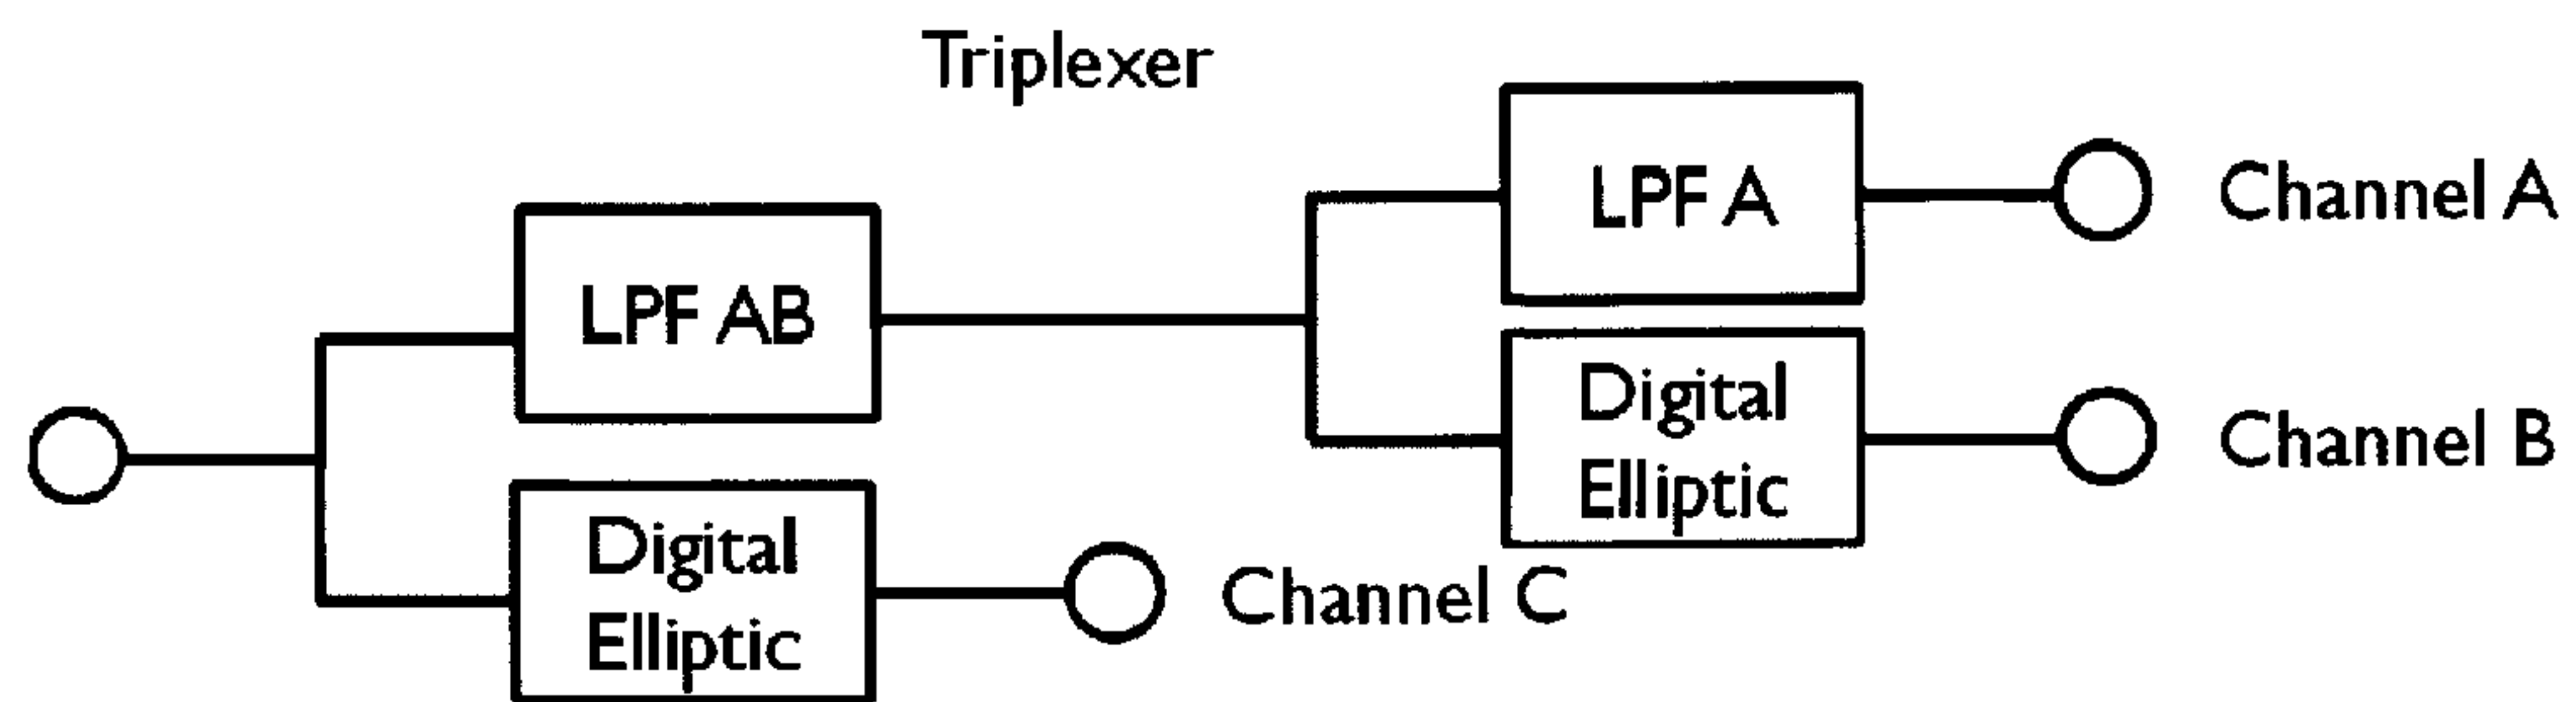 Triplexer
LPF A
Channel A
LPF AB
Digital
Elliptic
Channel B
Digital
Elliptic
Channel C